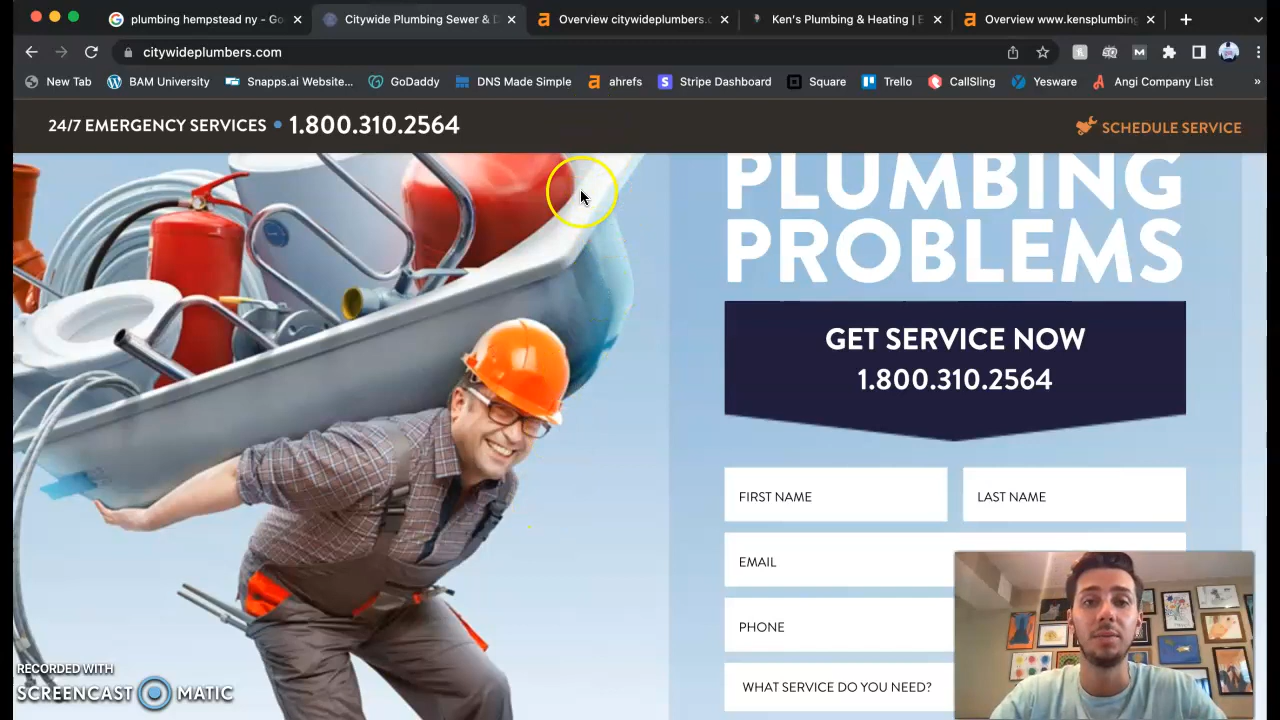 plumbing hempstead ny - Go
Citywide Plumbing Sewer & D
Overview citywideplumbers.c
Ken's Plumbing & Heating | E
Overview www.kensplumbing
citywideplumbers.com
New Tab
BAM University
Snapps.ai Website...
GoDaddy
DNS Made Simple
ahrefs
Stripe Dashboard
Square
Trello
CallSling
Yesware
Angi Company List
»
24/7 EMERGENCY SERVICES • 1.800.310.2564
SCHEDULE SERVICE
PLUMBING
PROBLEMS
GET SERVICE NOW
1.800.310.2564
FIRST NAME
LAST NAME
EMAIL
PHONE
WHAT SERVICE DO YOU NEED?
RECORDED WITH
SCREENCAST MATIC